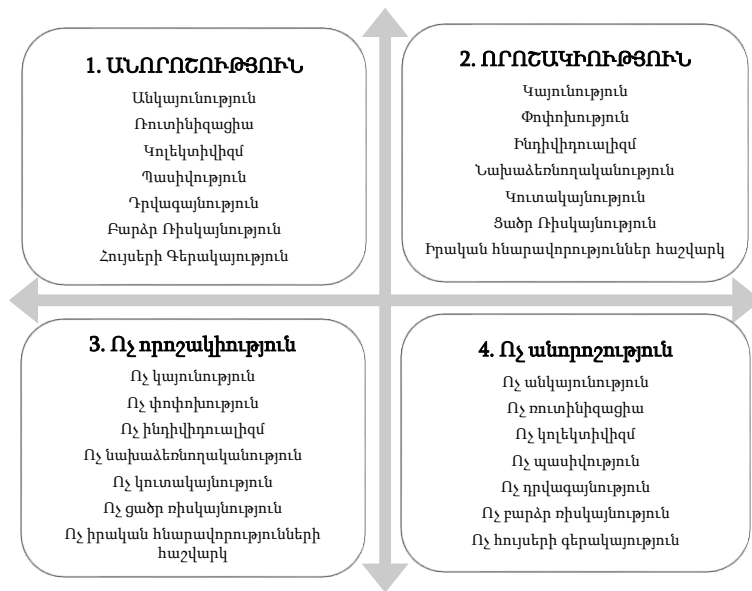 1. ԱՆՈՐՈՇՈՒԹՅՈՒՆ
Անկայունություն
Ռուտինիզացիա
Կոլեկտիվիզմ
Պասիվություն
Դրվագայնություն
Բարձր Ռիսկայնություն
Հույսերի Գերակայություն
2. ՈՐՈՇԱԿԻՈՒԹՅՈՒՆ
Կայունություն
Փոփոխություն
Ինդիվիդուալիզմ
Նախաձեռնողականություն
Կուտակայնություն
Ցածր Ռիսկայնություն
Իրական հնարավորություններ հաշվարկ
3. Ոչ որոշակիություն
Ոչ կայունություն
Ոչ փոփոխություն
Ոչ ինդիվիդուալիզմ
Ոչ նախաձեռնողականություն
Ոչ կուտակայնություն
Ոչ ցածր ռիսկայնություն
Ոչ իրական հնարավորությունների
հաշվարկ
4. Ոչ անորոշություն
Ոչ անկայունություն
Ոչ ռուտինիզացիա
Ոչ կոլեկտիվիզմ
Ոչ պասիվություն
Ոչ դրվագայնություն
Ոչ բարձր ռիսկայնություն
Ոչ հույսերի գերակայություն